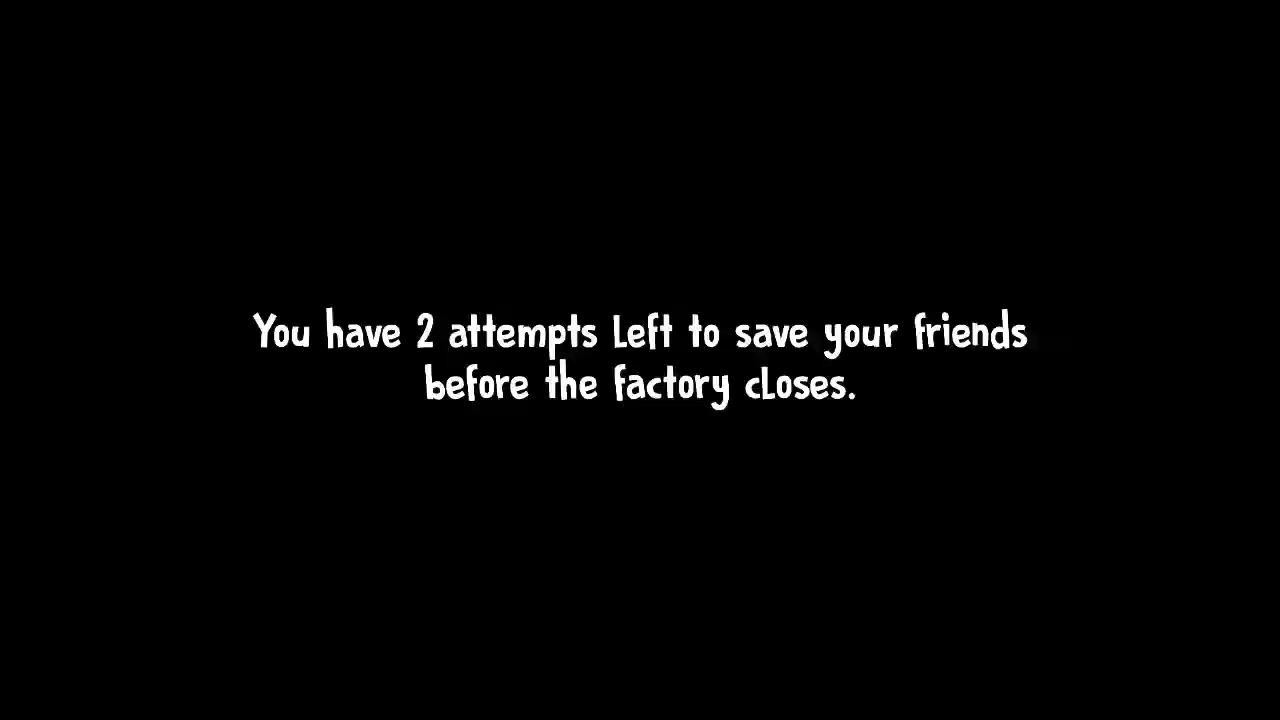 You have 2 attempts left to save your friends
before the factory closes.